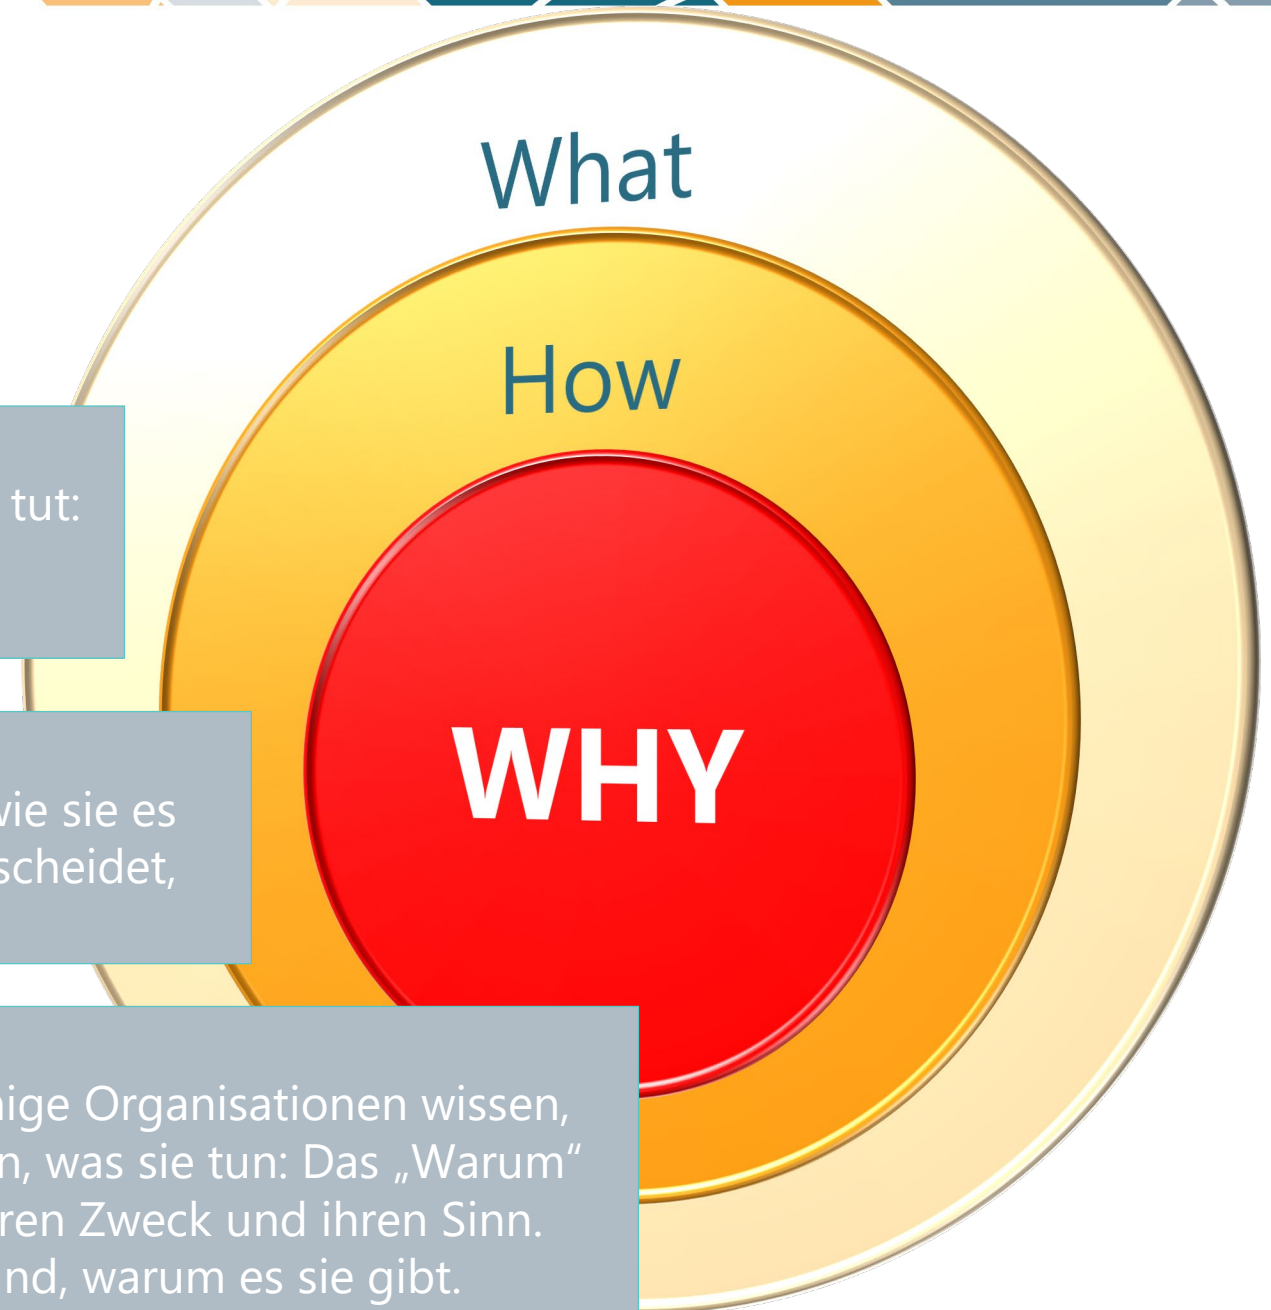 What
How
tut:
WHY
wie sie es
scheidet,
nige Organisationen wissen,
n, was sie tun: Das „Warum“
ren Zweck und ihren Sinn.
nd, warum es sie gibt.